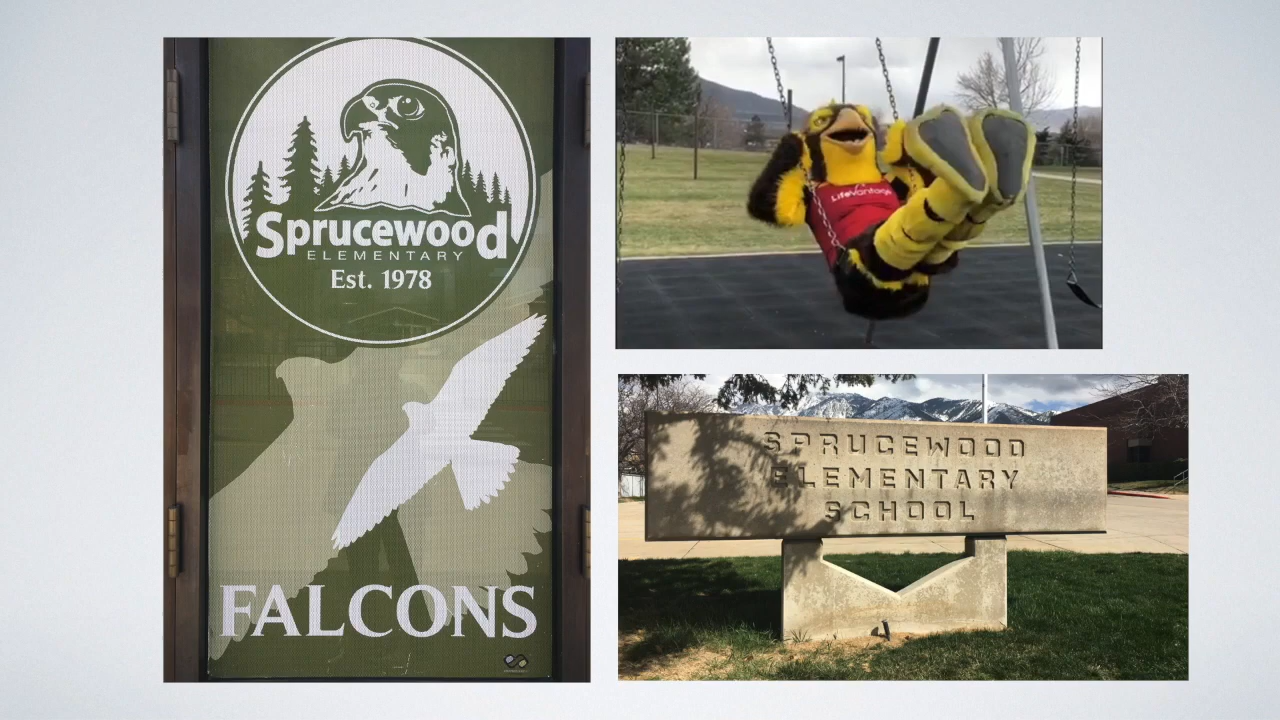 Sprucewood
ELEMENTARY
Est. 1978
FALCONS
LifeVantage
SPRUCEWOOD
ELEMENTARY
SCHOOL